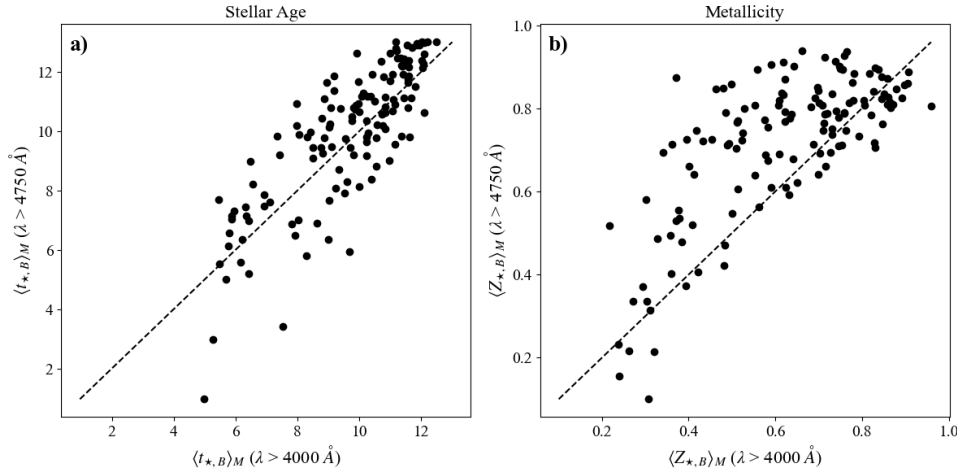 Stellar Age
a)
12
10
8
6
4
2
⟨t⋆, B⟩M (λ > 4750 Å)
2 4 6 8 10 12
⟨t⋆, B⟩M (λ > 4000 Å)
Metallicity
b)
1.0
0.8
0.6
0.4
0.2
⟨Z⋆, B⟩M (λ > 4750 Å)
0.2 0.4 0.6 0.8 1.0
⟨Z⋆, B⟩M (λ > 4000 Å)